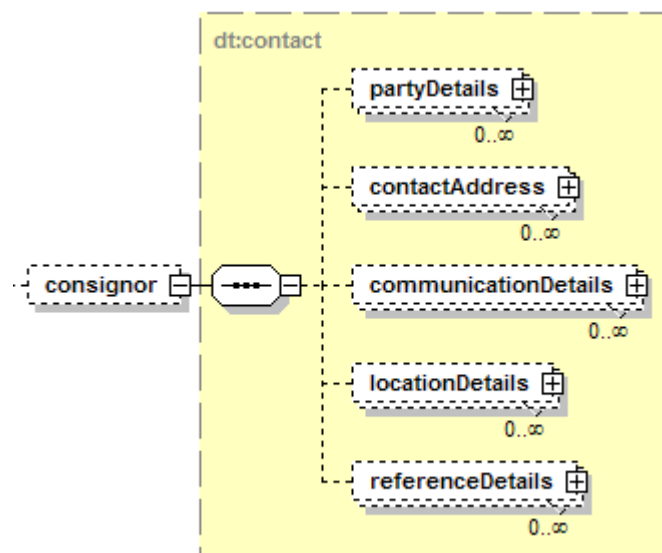 dt:contact
partyDetails
0..∞
contactAddress
0..∞
consignor
communicationDetails
0..∞
locationDetails
0..∞
referenceDetails
0..∞